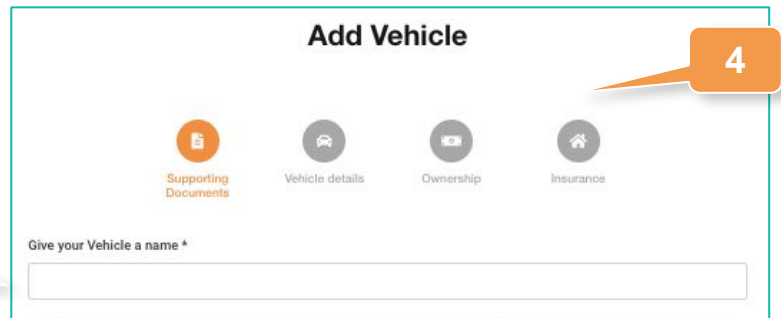 Add Vehicle
4
Supporting
Documents
Vehicle details
Ownership
Insurance
Give your Vehicle a name *